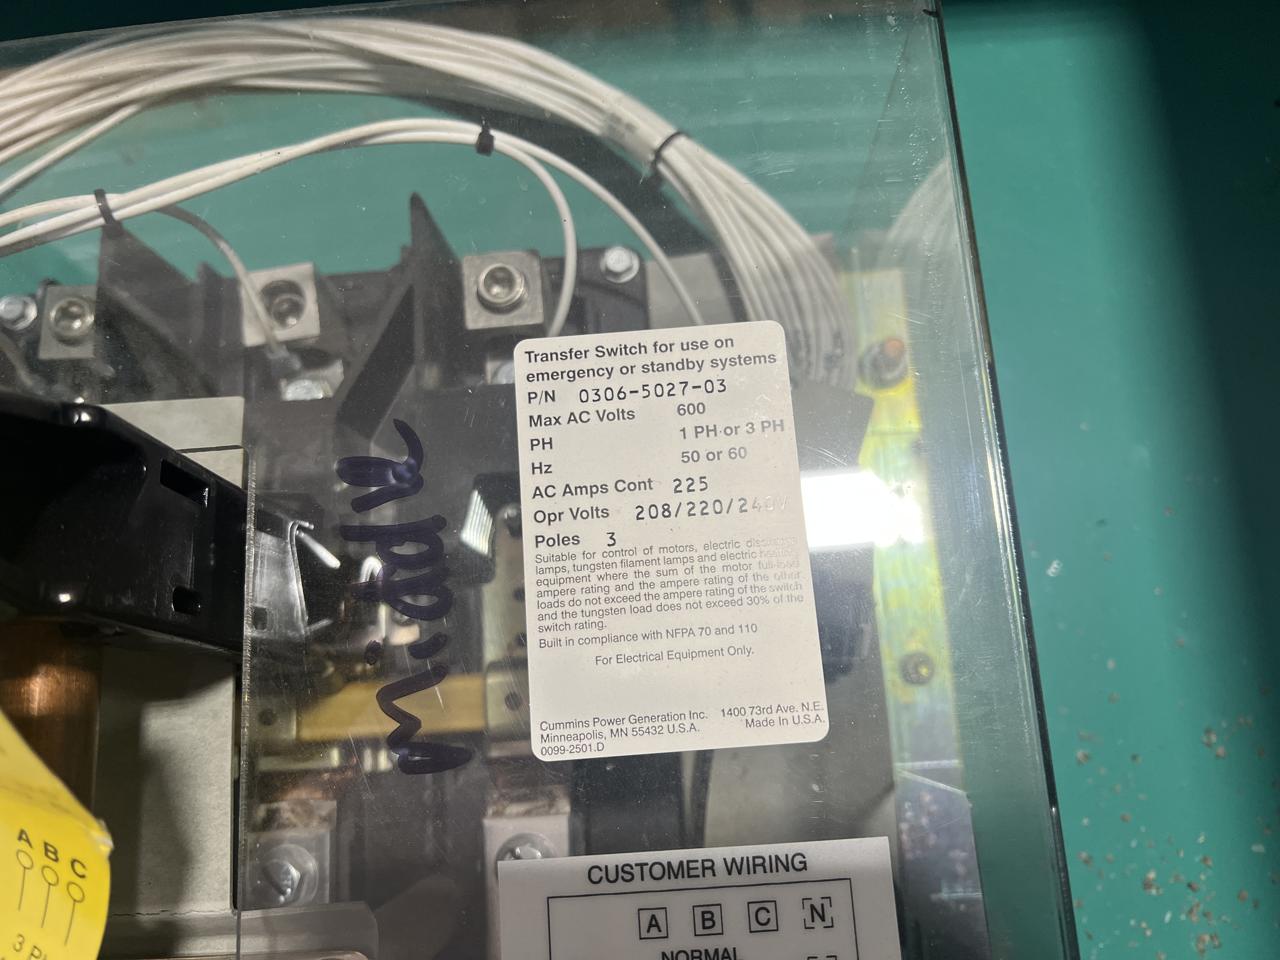 Transfer Switch for use on
emergency or standby systems
P/N 0306-5027-03
Max AC Volts 600
PH 1 PH or 3 PH
Hz 50 or 60
AC Amps Cont 225
Opr Volts 208/220/240V
Poles 3
Suitable for control of motors, electric discharge
lamps, tungsten filament lamps and electric heating
equipment where the sum of the motor full-load
ampere rating and the ampere rating of the other
loads do not exceed the ampere rating of the switch
and the tungsten load does not exceed 30% of the
switch rating.
Built in compliance with NFPA 70 and 110
For Electrical Equipment Only.
Cummins Power Generation Inc. 1400 73rd Ave. N.E.
Minneapolis, MN 55432 U.S.A. Made in U.S.A.
0099-2501.D
middle
CUSTOMER WIRING
A B C N
NORMAL
A B C